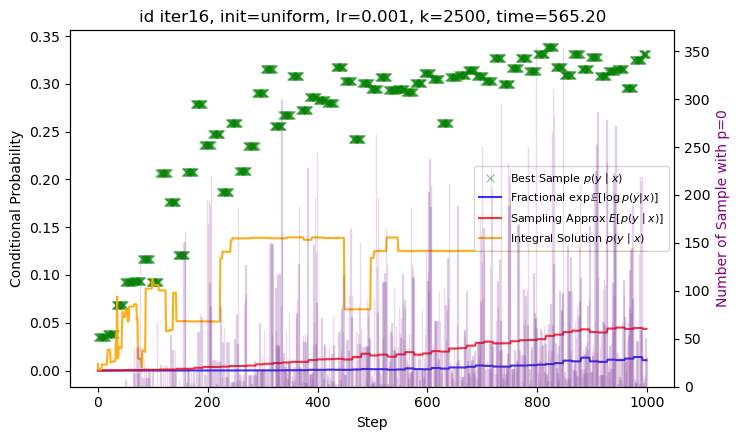 id iter16, init=uniform, lr=0.001, k=2500, time=565.20
0.35
0.30
0.25
0.20
0.15
0.10
0.05
0.00
Conditional Probability
350
300
250
200
150
100
50
0
Number of Sample with p=0
Best Sample p(y | x)
Fractional exp 𝔼[log p(y|x)]
Sampling Approx E[p(y | x)]
Integral Solution p(y | x)
0
200
400
600
800
1000
Step